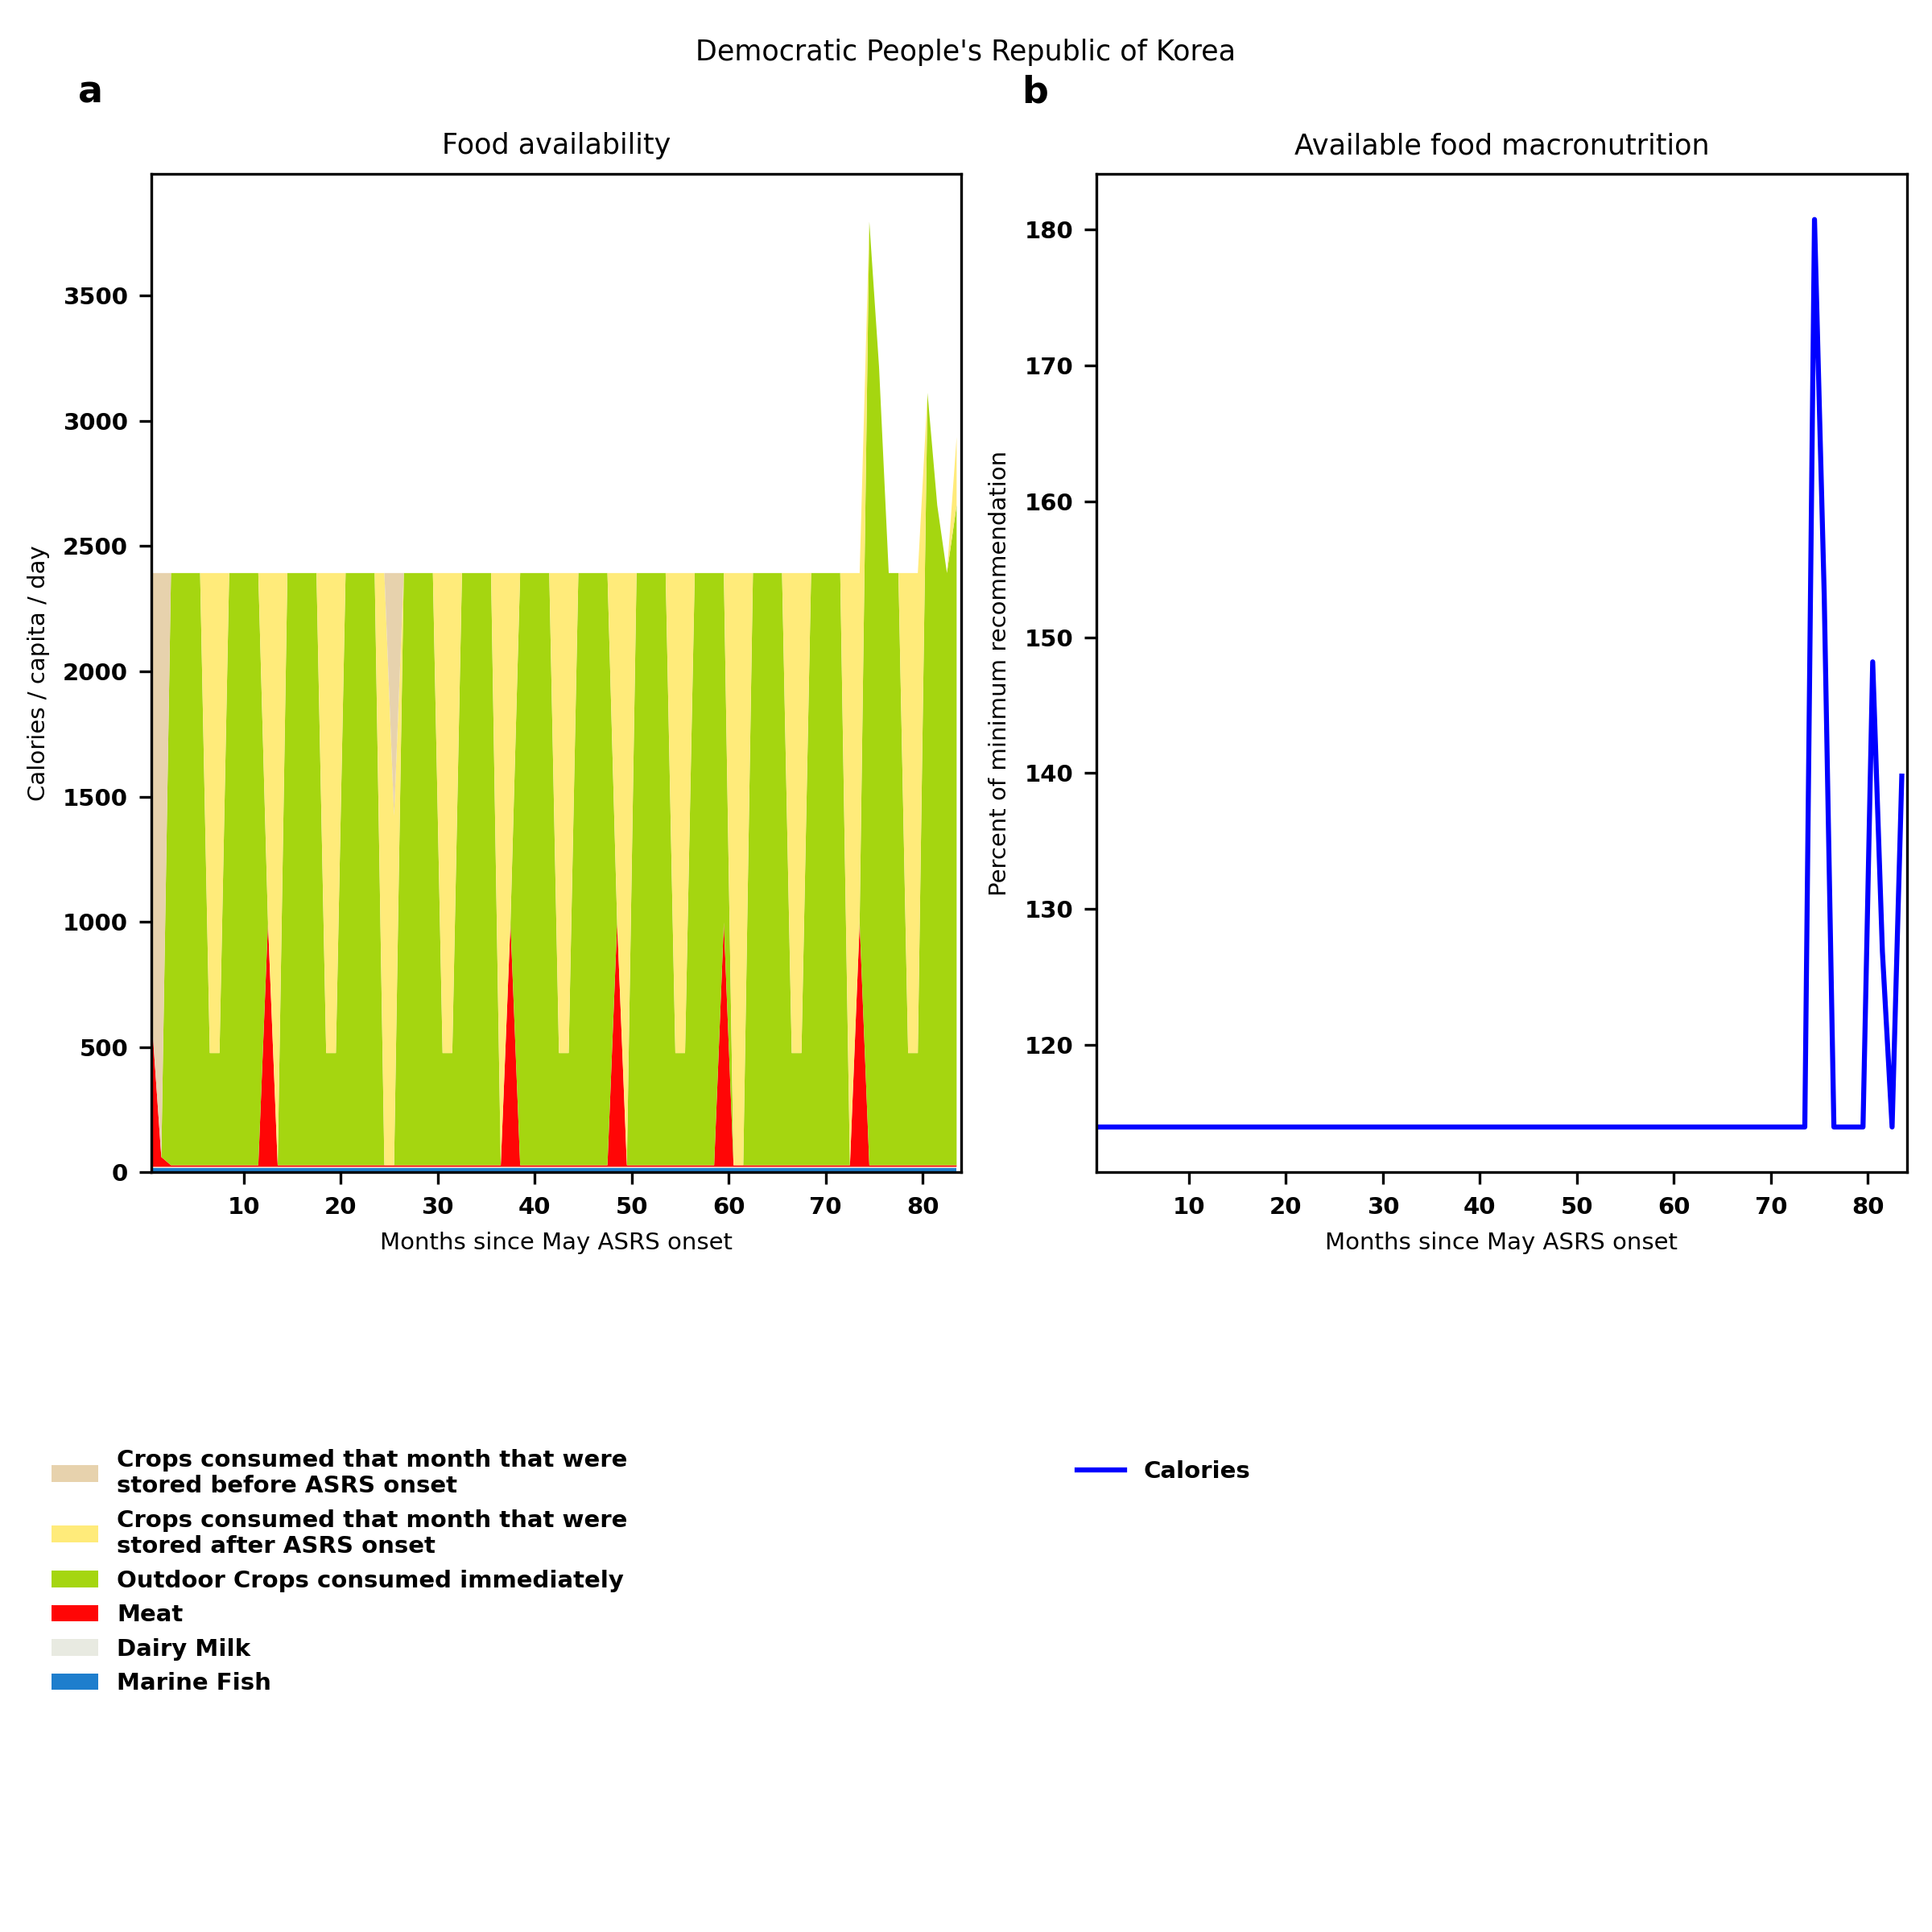 Democratic People's Republic of Korea
a
Food availability
Calories / capita / day
3500
3000
2500
2000
1500
1000
500
0
10 20 30 40 50 60 70 80
Months since May ASRS onset
b
Available food macronutrition
Percent of minimum recommendation
180
170
160
150
140
130
120
10 20 30 40 50 60 70 80
Months since May ASRS onset
Crops consumed that month that were
stored before ASRS onset
Crops consumed that month that were
stored after ASRS onset
Outdoor Crops consumed immediately
Meat
Dairy Milk
Marine Fish
Calories